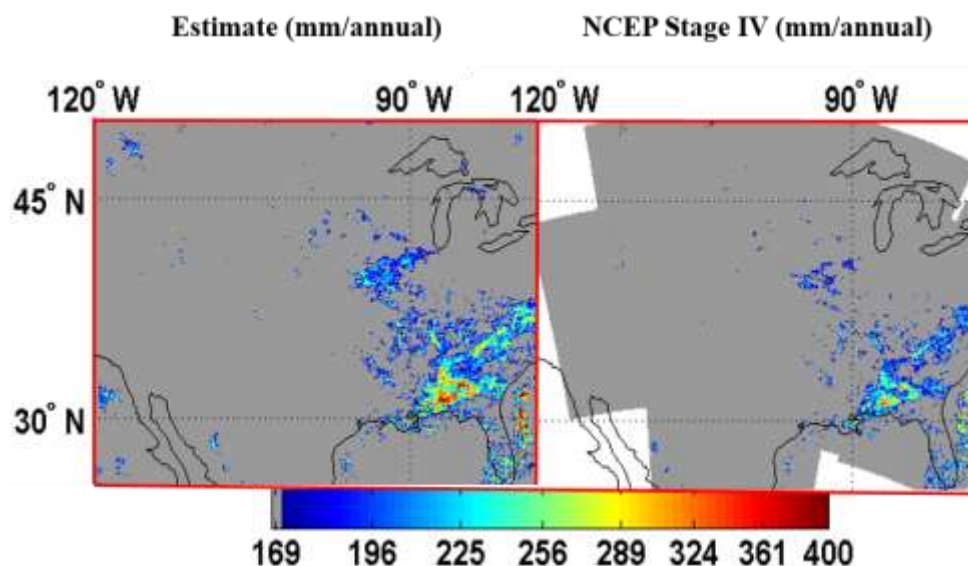 Estimate (mm/annual) NCEP Stage IV (mm/annual)
120° W 90° W 120° W 90° W
45° N
30° N
169 196 225 256 289 324 361 400